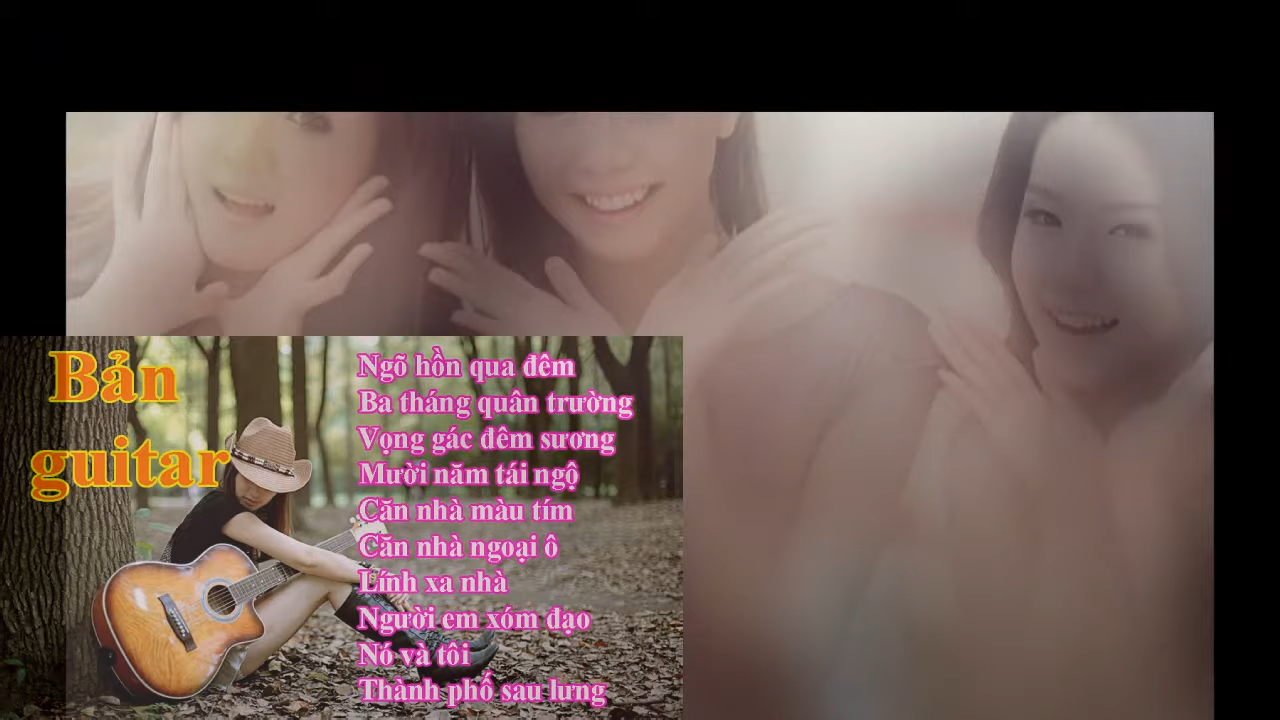 Bản
guitar
Ngõ hồn qua đêm
Ba tháng quân trường
Vọng gác đêm sương
Mười năm tái ngộ
Căn nhà màu tím
Căn nhà ngoại ô
Lính xa nhà
Người em xóm đạo
Nó và tôi
Thành phố sau lưng